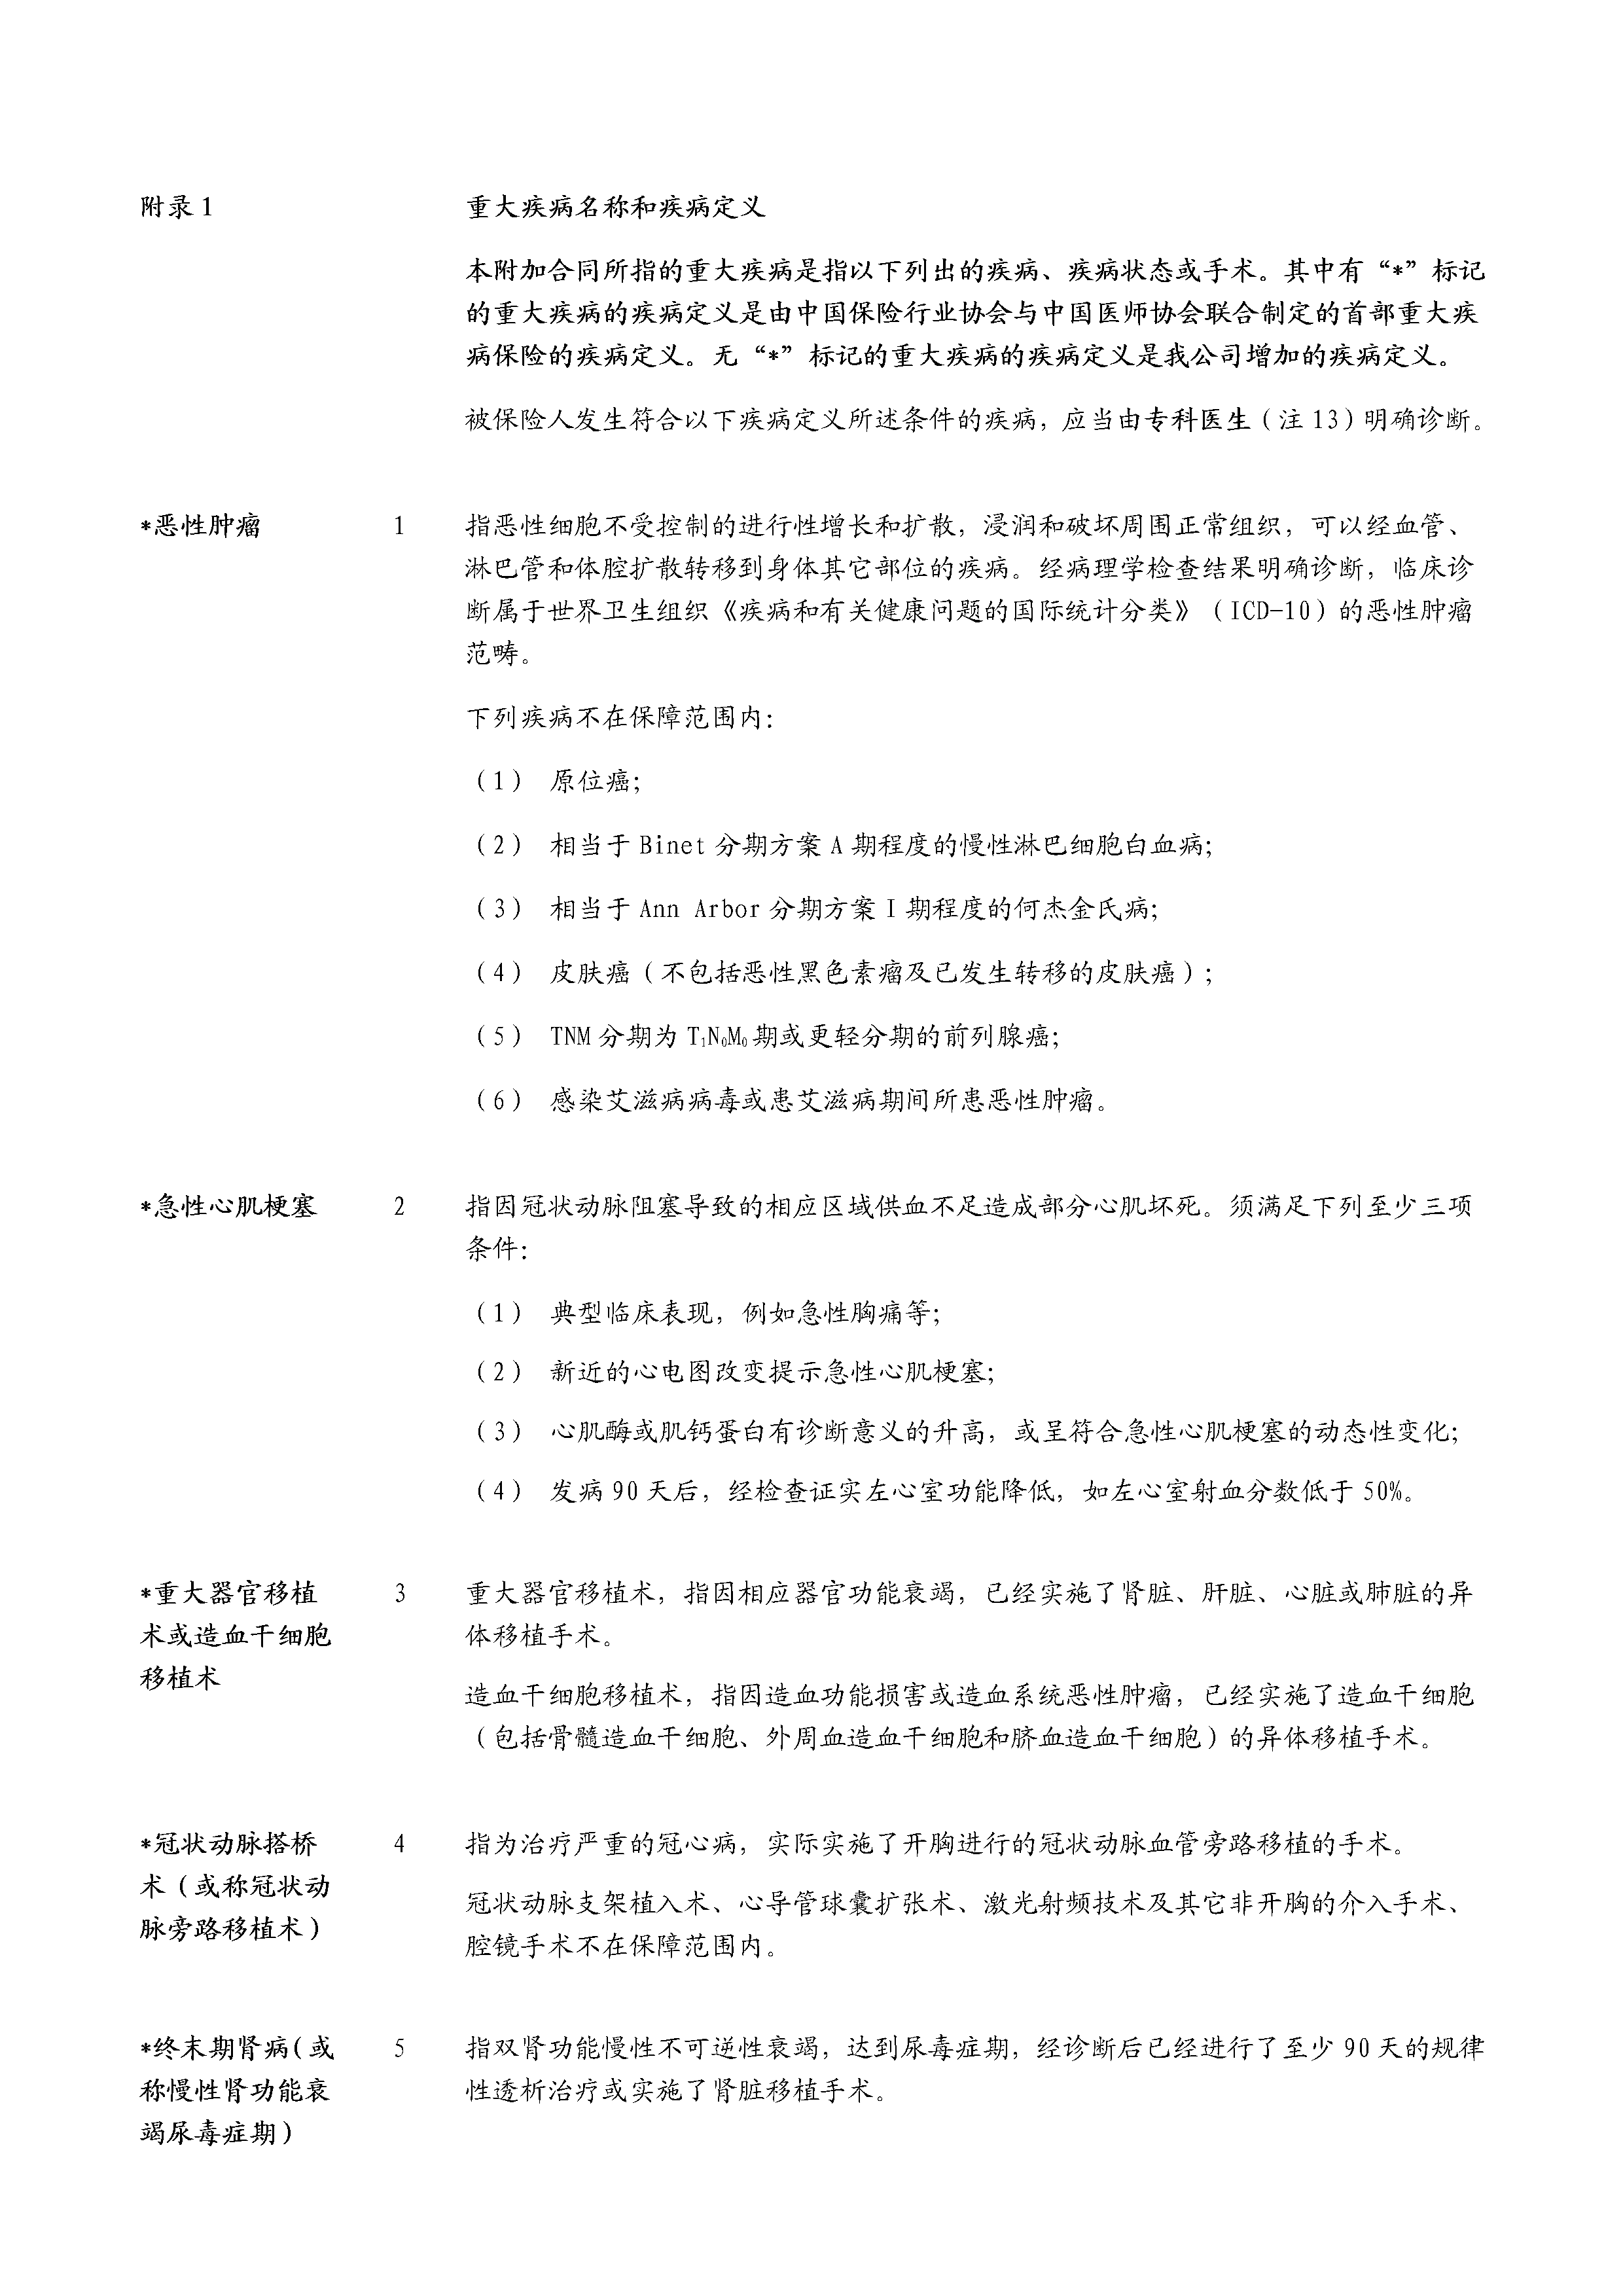 附录1 重大疾病名称和疾病定义
本附加合同所指的重大疾病是指以下列出的疾病、疾病状态或手术。其中有“*”标记
的重大疾病的疾病定义是由中国保险行业协会与中国医师协会联合制定的首部重大疾
病保险的疾病定义。无“*”标记的重大疾病的疾病定义是我公司增加的疾病定义。
被保险人发生符合以下疾病定义所述条件的疾病，应当由专科医生（注13）明确诊断。
*恶性肿瘤 1 指恶性细胞不受控制的进行性增长和扩散，浸润和破坏周围正常组织，可以经血管、
淋巴管和体腔扩散转移到身体其它部位的疾病。经病理学检查结果明确诊断，临床诊
断属于世界卫生组织《疾病和有关健康问题的国际统计分类》（ICD-10）的恶性肿瘤
范畴。
下列疾病不在保障范围内：
（1） 原位癌；
（2） 相当于Binet分期方案A期程度的慢性淋巴细胞白血病；
（3） 相当于Ann Arbor分期方案I期程度的何杰金氏病；
（4） 皮肤癌（不包括恶性黑色素瘤及已发生转移的皮肤癌）；
（5） TNM分期为T₁N₀M₀期或更轻分期的前列腺癌；
（6） 感染艾滋病病毒或患艾滋病期间所患恶性肿瘤。
*急性心肌梗塞 2 指因冠状动脉阻塞导致的相应区域供血不足造成部分心肌坏死。须满足下列至少三项
条件：
（1） 典型临床表现，例如急性胸痛等；
（2） 新近的心电图改变提示急性心肌梗塞；
（3） 心肌酶或肌钙蛋白有诊断意义的升高，或呈符合急性心肌梗塞的动态性变化；
（4） 发病90天后，经检查证实左心室功能降低，如左心室射血分数低于50%。
*重大器官移植 3 重大器官移植术，指因相应器官功能衰竭，已经实施了肾脏、肝脏、心脏或肺脏的异
术或造血干细胞 体移植手术。
移植术 造血干细胞移植术，指因造血功能损害或造血系统恶性肿瘤，已经实施了造血干细胞
（包括骨髓造血干细胞、外周血造血干细胞和脐血造血干细胞）的异体移植手术。
*冠状动脉搭桥 4 指为治疗严重的冠心病，实际实施了开胸进行的冠状动脉血管旁路移植的手术。
术（或称冠状动 冠状动脉支架植入术、心导管球囊扩张术、激光射频技术及其它非开胸的介入手术、
脉旁路移植术） 腔镜手术不在保障范围内。
*终末期肾病（或 5 指双肾功能慢性不可逆性衰竭，达到尿毒症期，经诊断后已经进行了至少90天的规律
称慢性肾功能衰 性透析治疗或实施了肾脏移植手术。
竭尿毒症期）